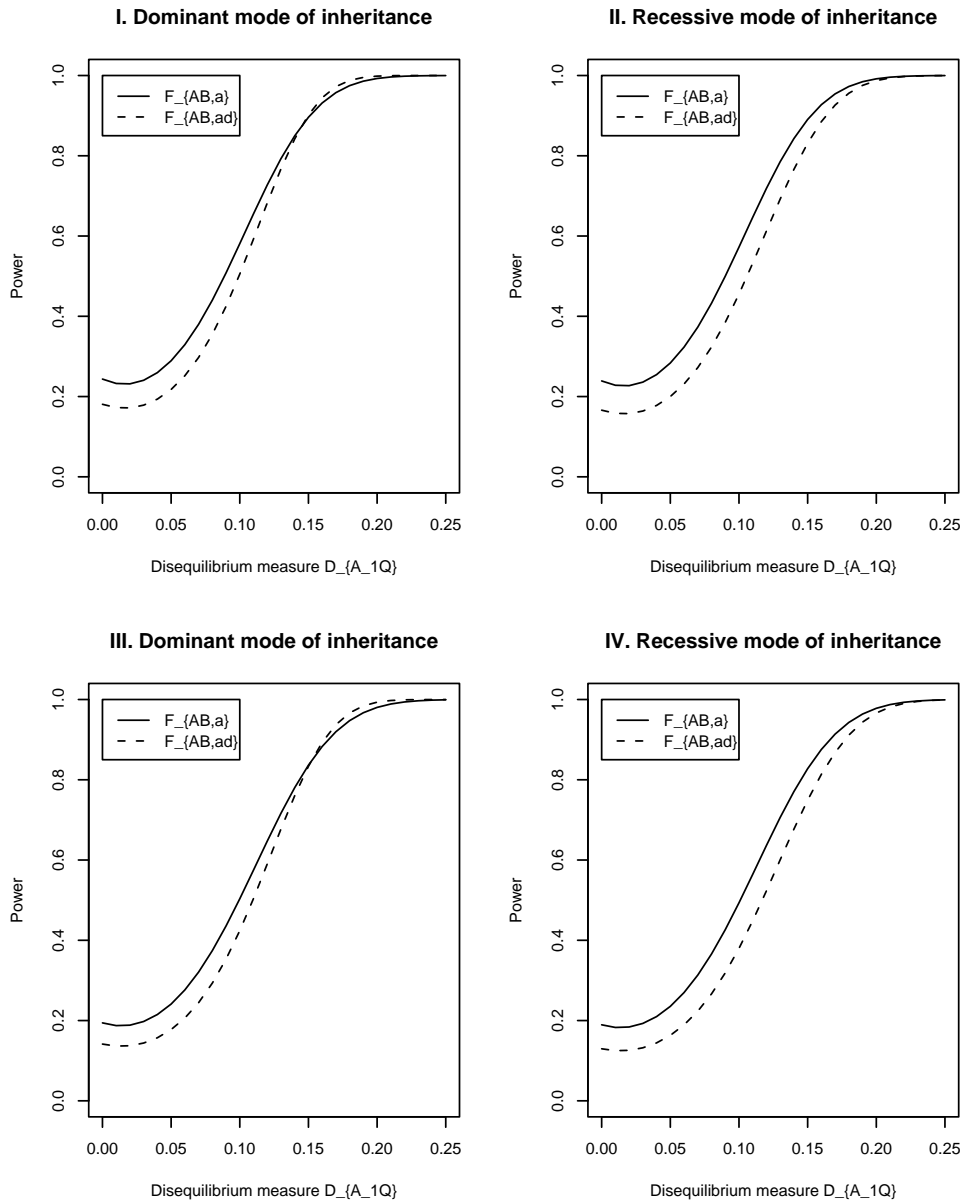 I. Dominant mode of inheritance
F_{AB,a}
F_{AB,ad}
Power
1.0
0.8
0.6
0.4
0.2
0.0
0.00 0.05 0.10 0.15 0.20 0.25
Disequilibrium measure D_{A_1Q}
II. Recessive mode of inheritance
F_{AB,a}
F_{AB,ad}
Power
1.0
0.8
0.6
0.4
0.2
0.0
0.00 0.05 0.10 0.15 0.20 0.25
Disequilibrium measure D_{A_1Q}
III. Dominant mode of inheritance
F_{AB,a}
F_{AB,ad}
Power
1.0
0.8
0.6
0.4
0.2
0.0
0.00 0.05 0.10 0.15 0.20 0.25
Disequilibrium measure D_{A_1Q}
IV. Recessive mode of inheritance
F_{AB,a}
F_{AB,ad}
Power
1.0
0.8
0.6
0.4
0.2
0.0
0.00 0.05 0.10 0.15 0.20 0.25
Disequilibrium measure D_{A_1Q}